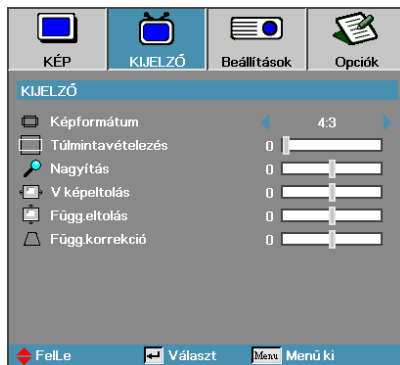 KÉP KIJELZŐ Beállítások Opciók
KIJELZŐ
Képformátum 4:3
Túlmintavételezés 0
Nagyítás 0
V képeltolás 0
Függ.eltolás 0
Függ.korrekció 0
FelLe Választ Menu Menü ki